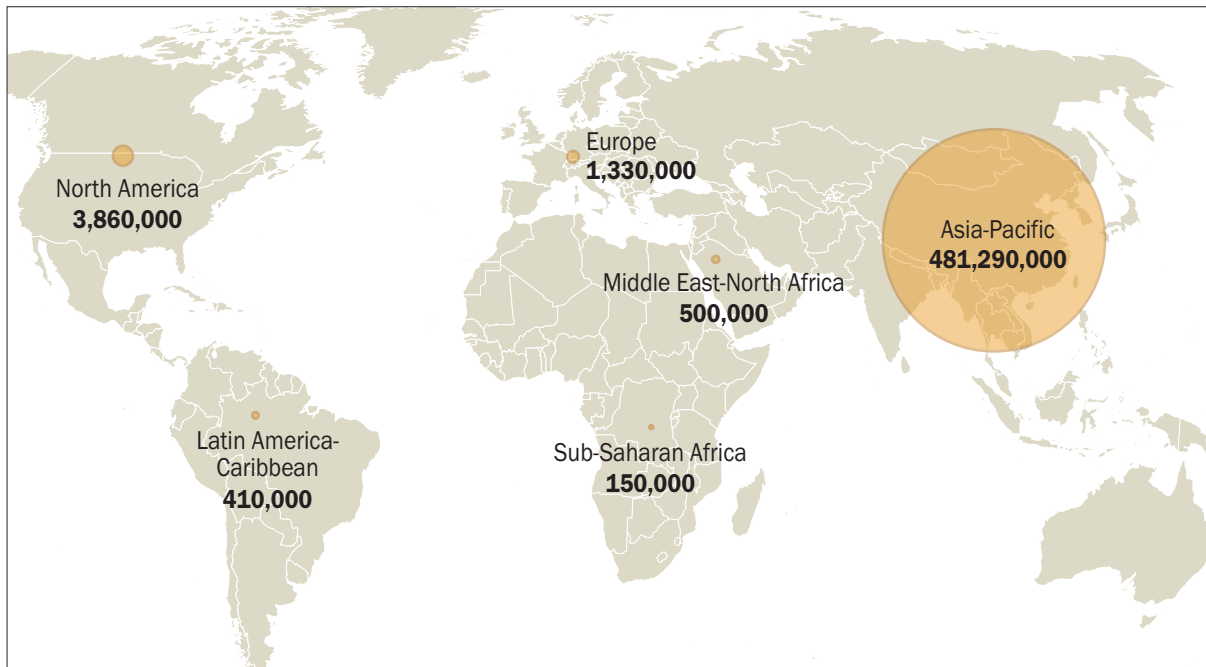 North America
3,860,000
Europe
1,330,000
Asia-Pacific
481,290,000
Middle East-North Africa
500,000
Latin America-
Caribbean
410,000
Sub-Saharan Africa
150,000